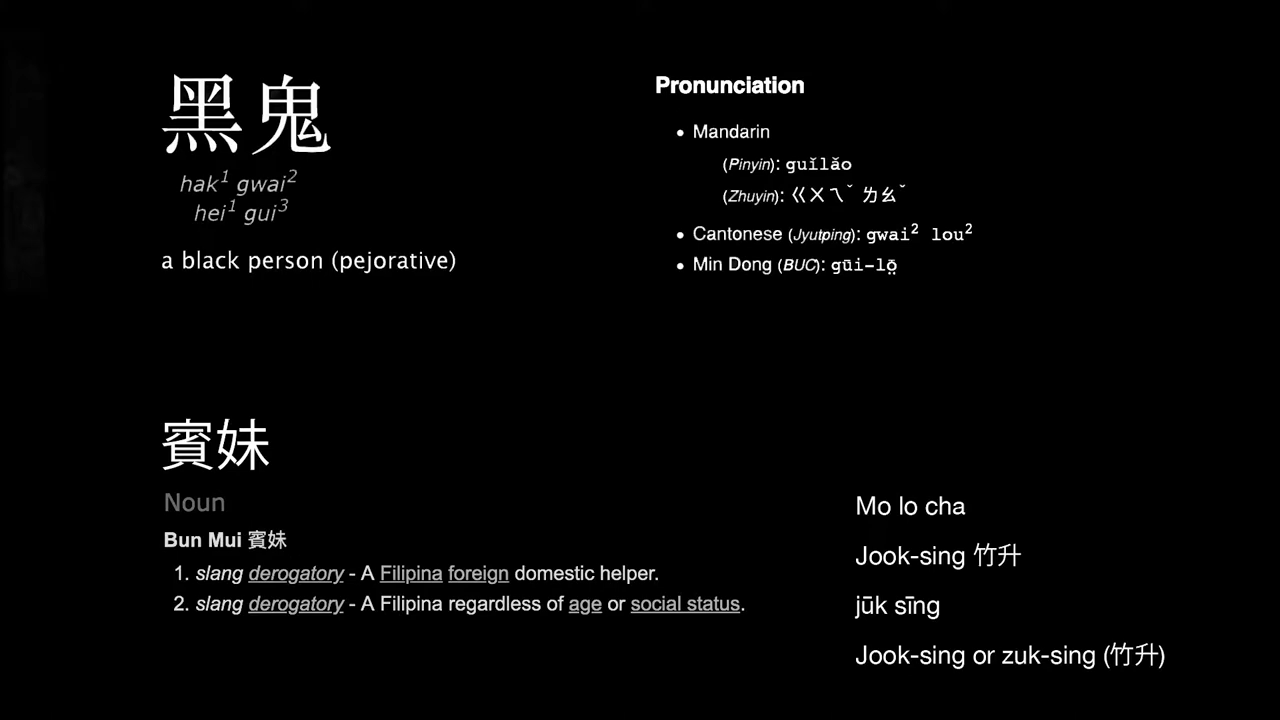 黑鬼
hak1 gwai2
hei1 gui3
a black person (pejorative)
Pronunciation
• Mandarin
(Pinyin): guǐlǎo
(Zhuyin): ㄍㄨㄟˇ ㄌㄠˇ
• Cantonese (Jyutping): gwai2 lou2
• Min Dong (BUC): gūi-lō̤
賓妹
Noun
Bun Mui 賓妹
1. slang derogatory - A Filipina foreign domestic helper.
2. slang derogatory - A Filipina regardless of age or social status.
Mo lo cha
Jook-sing 竹升
jūk sīng
Jook-sing or zuk-sing (竹升)